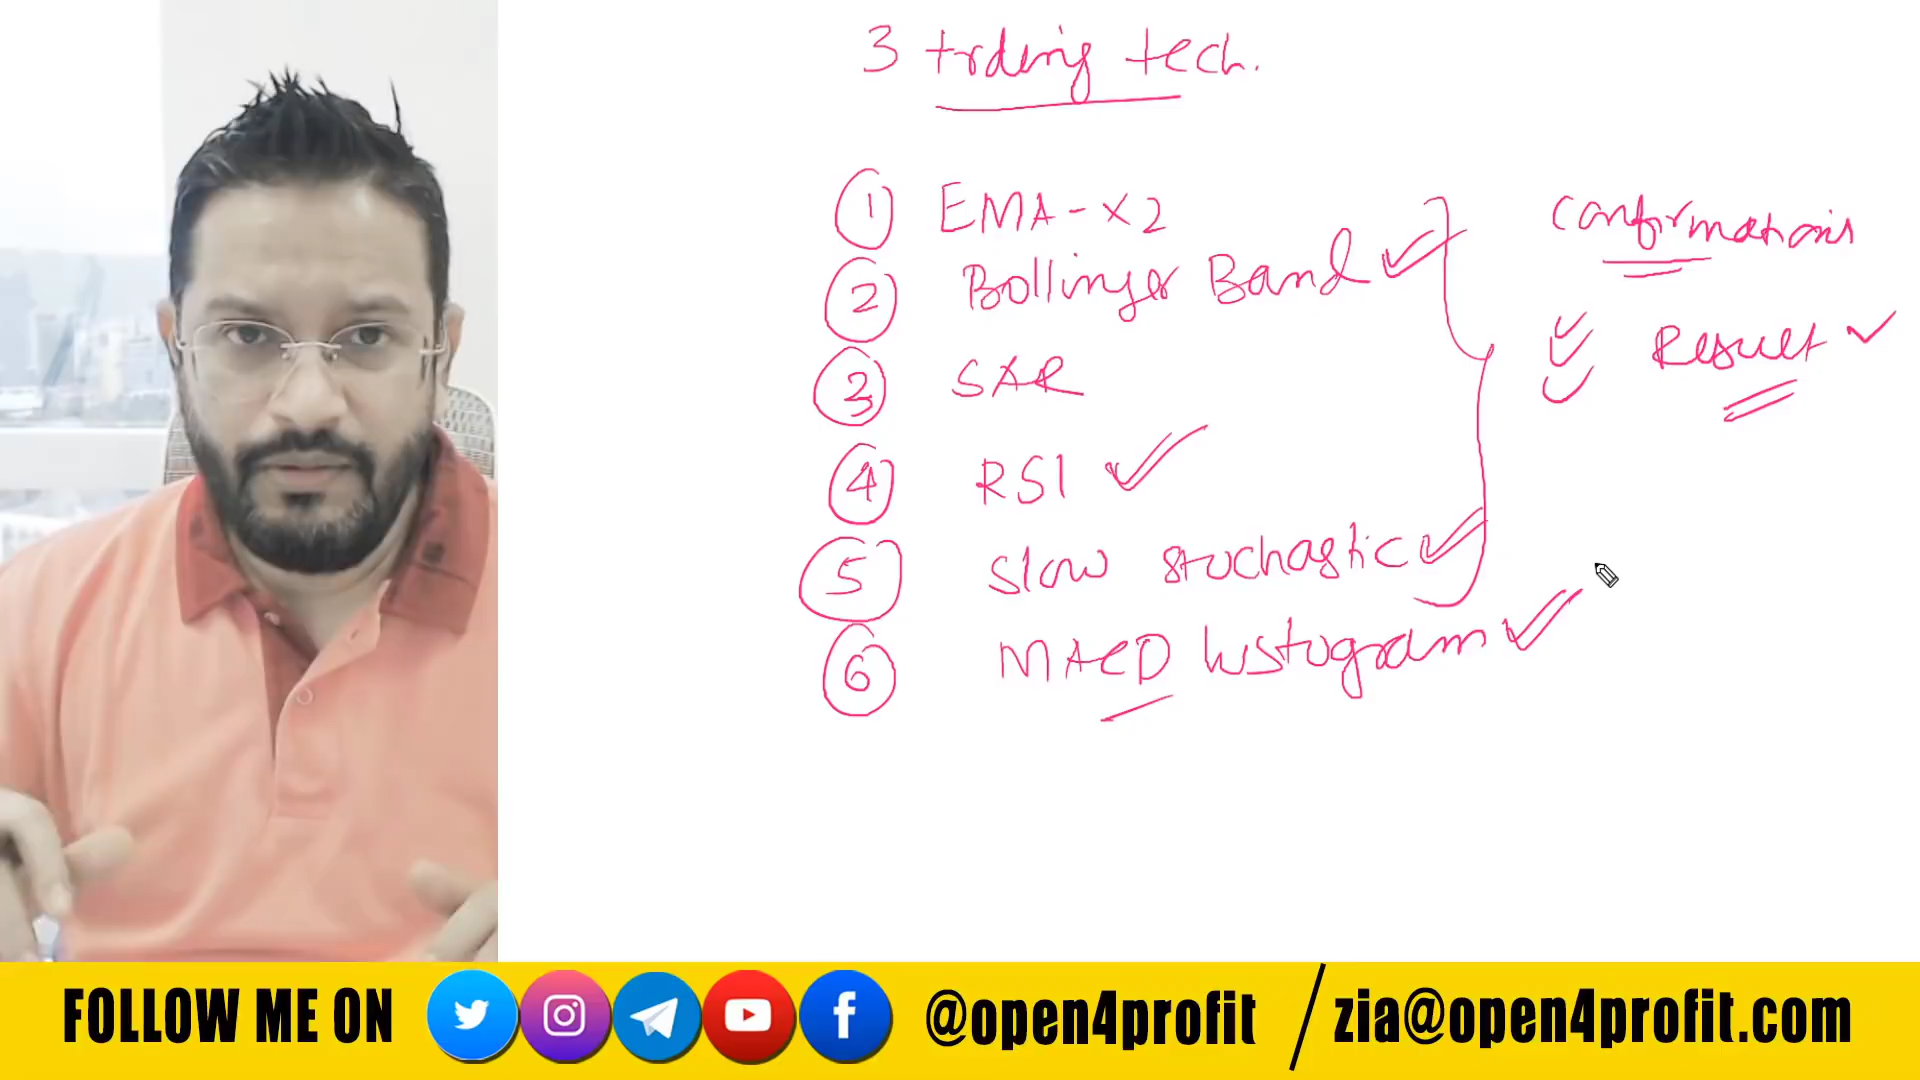 3 trding tech.
1 EMA-X2
2 Bollinger Band
3 SAR
4 RSI
5 Slow stochastic
6 MACD histogram
confirmations
Result
FOLLOW ME ON @open4profit / zia@open4profit.com